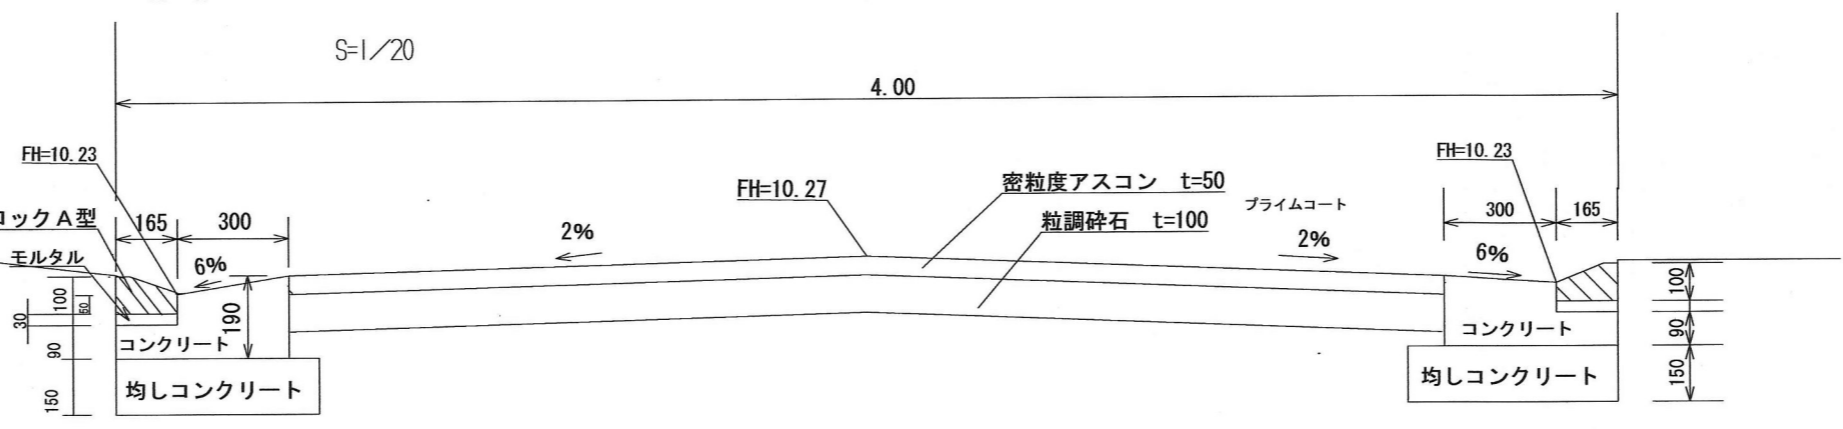 S=1/20
4.00
FH=10.23
FH=10.23
FH=10.27
密粒度アスコン t=50
粒調砕石 t=100
プライムコート
ロックA型
165
300
300
165
モルタル
2%
2%
6%
6%
100
50
30
190
100
コンクリート
コンクリート
90
90
均しコンクリート
均しコンクリート
150
150